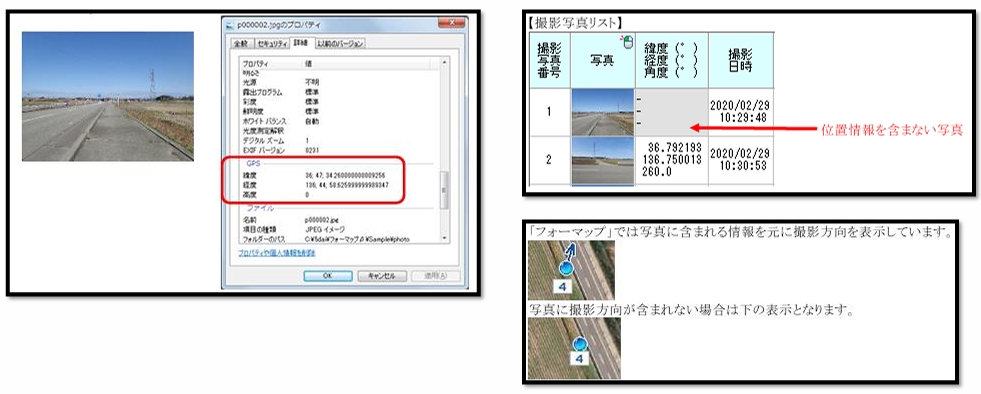 p000002.jpgのプロパティ
全般 セキュリティ 詳細 以前のバージョン
プロパティ 値
明るさ
光源 不明
露出プログラム 標準
彩度 標準
鮮明度 標準
ホワイト バランス 自動
光度測定解釈
デジタル ズーム 1
EXIF バージョン 0231
GPS
緯度 36; 47; 34.260000000009256
経度 136; 44; 58.625999999989347
高度 0
ファイル
名前 p000002.jpg
項目の種類 JPEG イメージ
フォルダーのパス
プロパティや個人情報を削除
OK キャンセル 適用(A)
【撮影写真リスト】
撮影写真番号 写真 緯度(°) 経度(°) 角度(°) 撮影日時
1 - - - 2020/02/29 10:29:48
位置情報を含まない写真
2 36.792193 136.750013 260.0 2020/02/29 10:30:53
「フォーマップ」では写真に含まれる情報を元に撮影方向を表示しています。
4
写真に撮影方向が含まれない場合は下の表示となります。
4